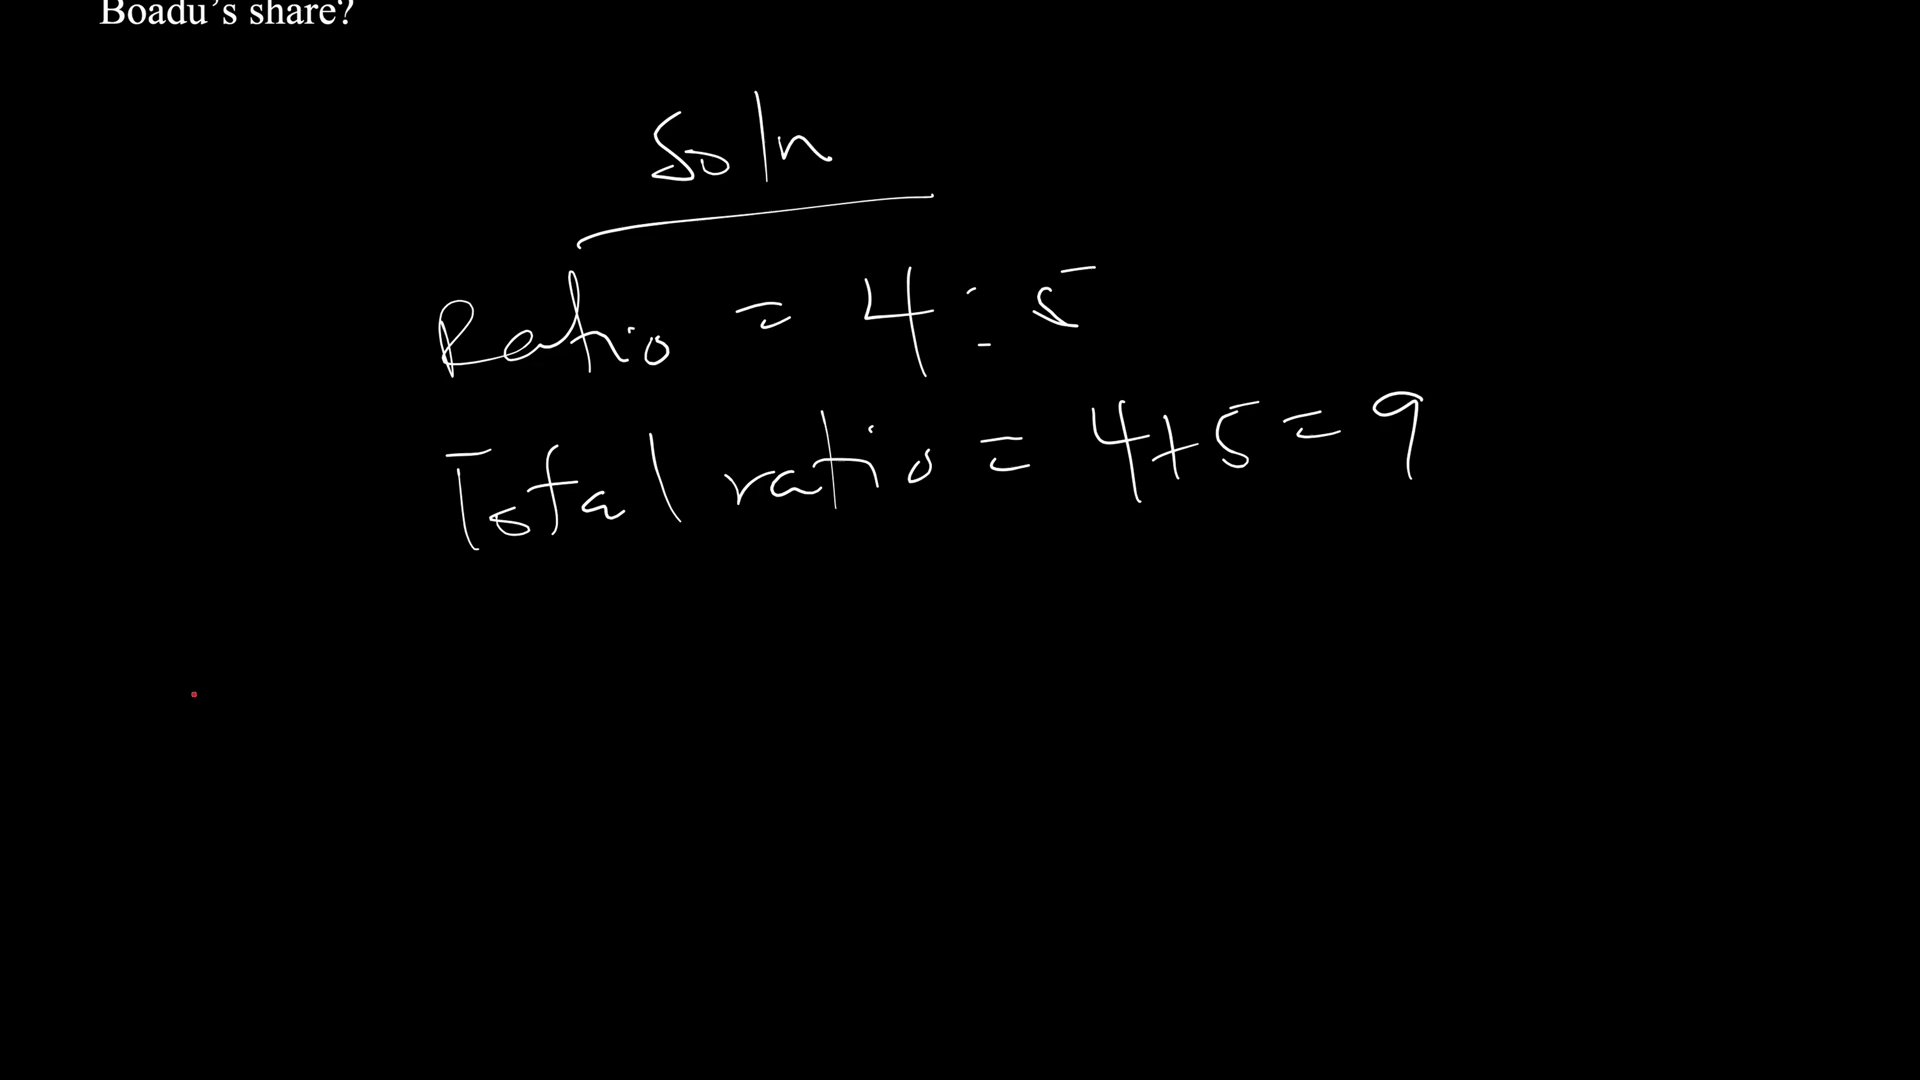 Boadu’s share?
Soln
Ratio = 4 : 5
Total ratio = 4+5 = 9